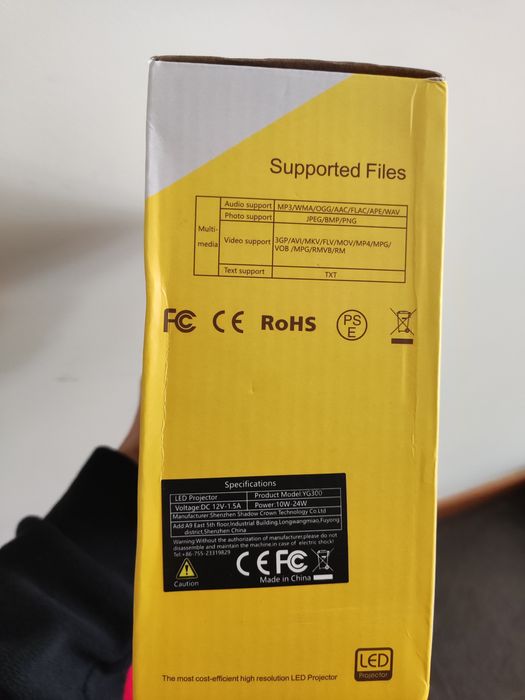 Supported Files
Multi-media
Audio support MP3/WMA/OGG/AAC/FLAC/APE/WAV
Photo support JPEG/BMP/PNG
Video support 3GP/AVI/MKV/FLV/MOV/MP4/MPG/
VOB /MPG/RMVB/RM
Text support TXT
FC CE RoHS PS E
Specifications
LED Projector Product Model:YG300
Voltage:DC 12V-1.5A Power:10W-24W
Manufacturer:Shenzhen Shadow Crown Technology Co Ltd
Add:A9 East 5th floor,Industrial Building,Longwangmiao,Fuyong
district,Shenzhen China
Warning:Without the authorization of manufacturer,please do not
disassemble and maintain the machine,in case of electric shock!
Tel:+86-755-23319829
CE FC
Caution
Made in China
LED
Projector
The most cost-efficient high resolution LED Projector